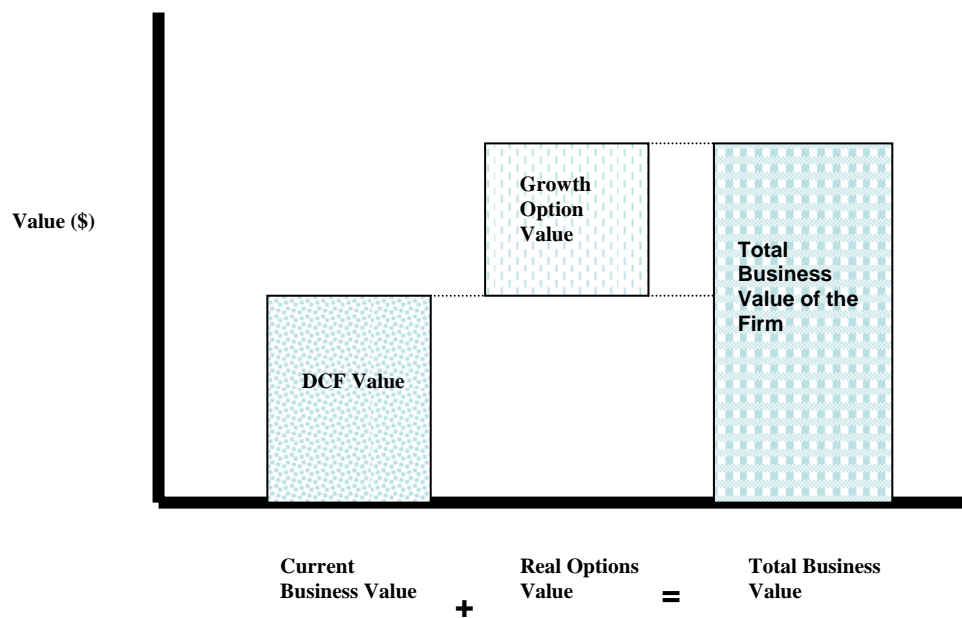 Value ($)
DCF Value
Growth
Option
Value
Total
Business
Value of the
Firm
Current
Business Value
+
Real Options
Value
=
Total Business
Value